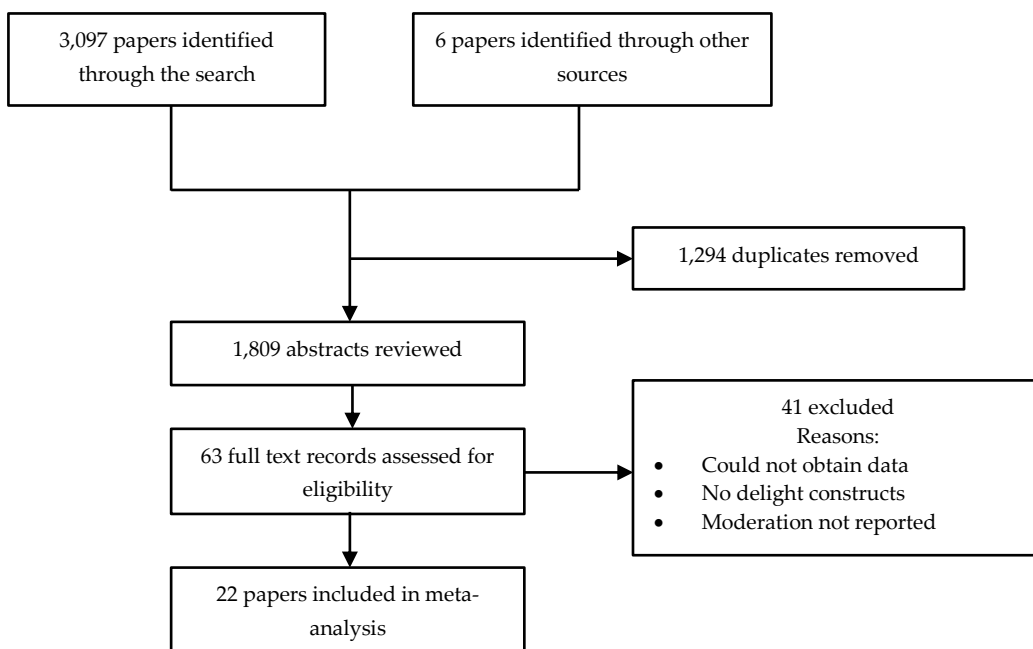 3,097 papers identified
through the search
6 papers identified through other
sources
1,294 duplicates removed
1,809 abstracts reviewed
63 full text records assessed for
eligibility
41 excluded
Reasons:
• Could not obtain data
• No delight constructs
• Moderation not reported
22 papers included in meta-
analysis